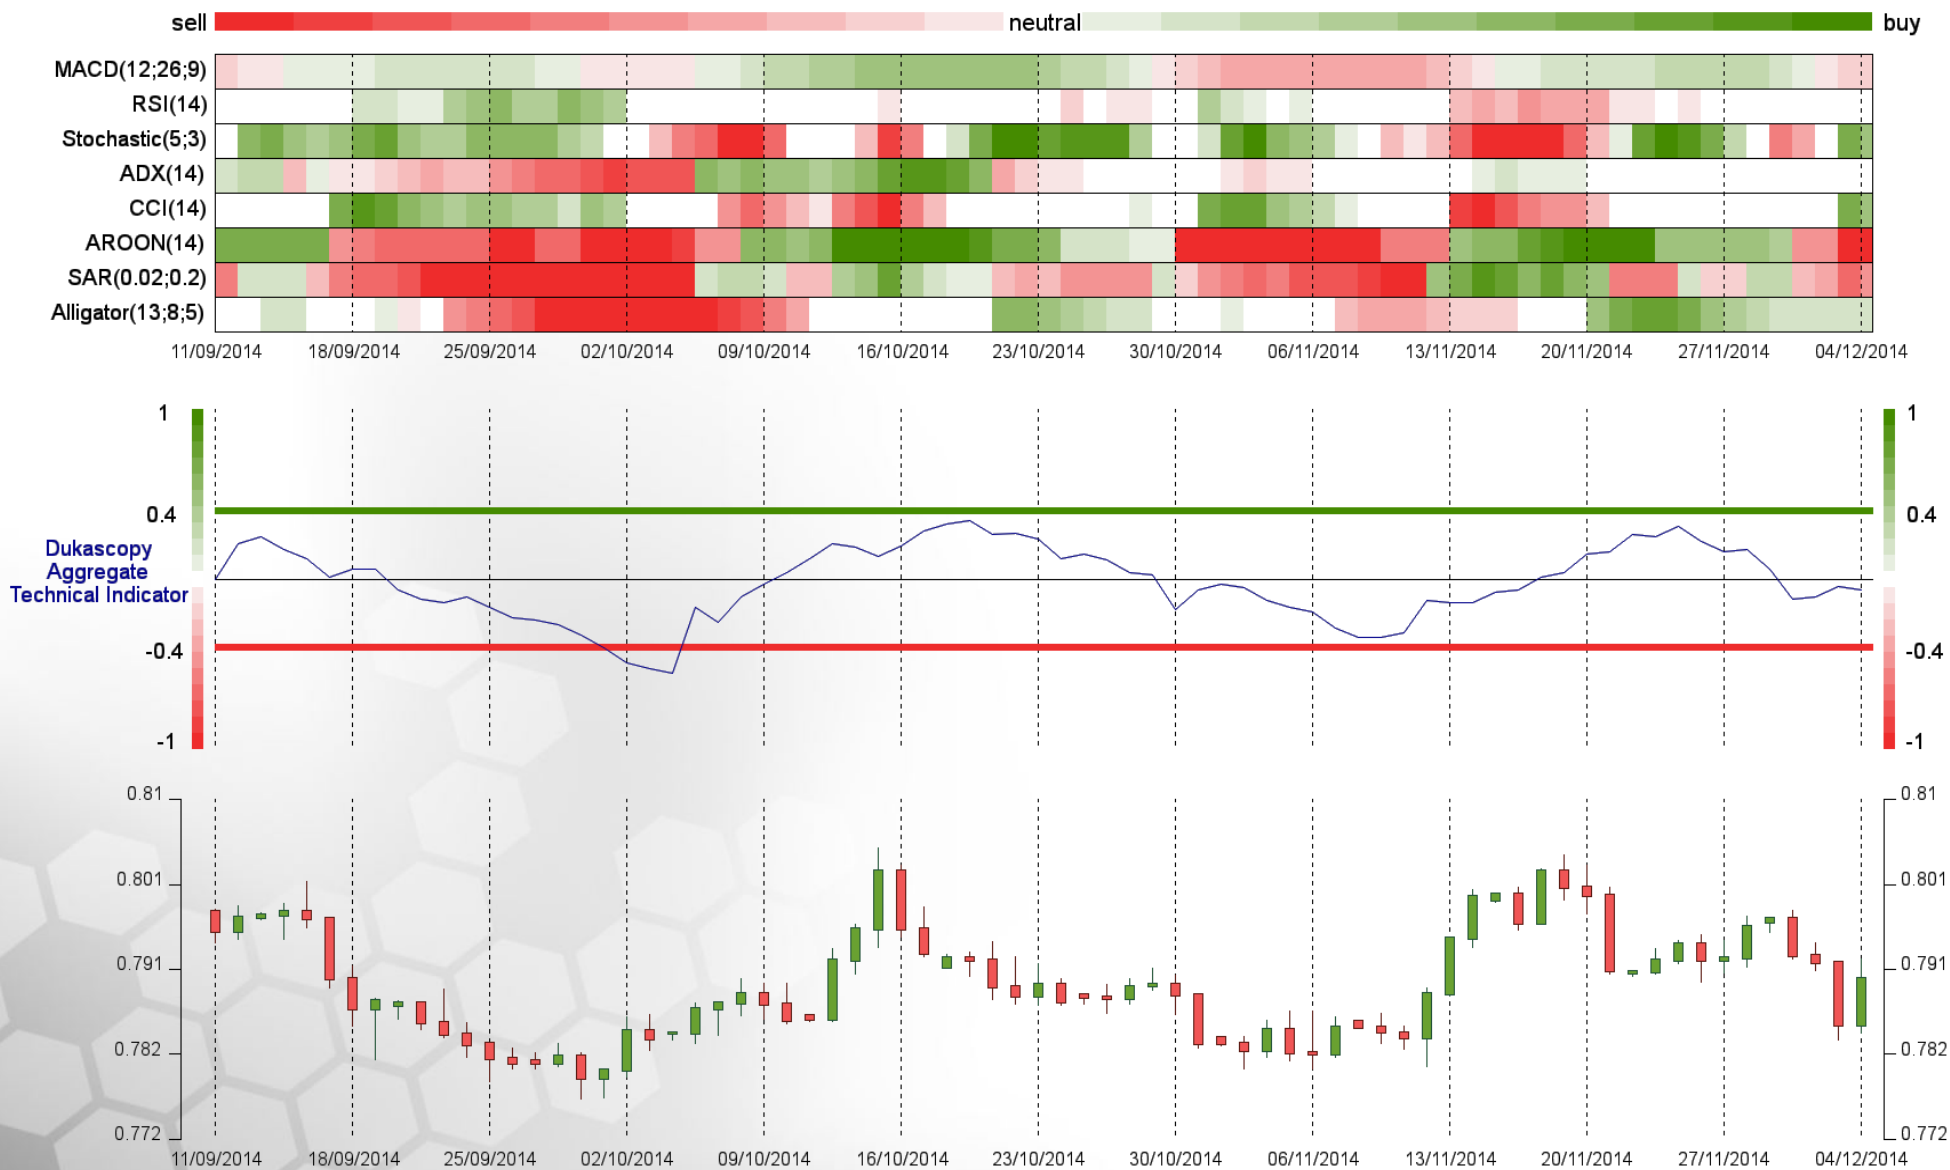 sell neutral buy
MACD(12;26;9)
RSI(14)
Stochastic(5;3)
ADX(14)
CCI(14)
AROON(14)
SAR(0.02;0.2)
Alligator(13;8;5)
11/09/2014 18/09/2014 25/09/2014 02/10/2014 09/10/2014 16/10/2014 23/10/2014 30/10/2014 06/11/2014 13/11/2014 20/11/2014 27/11/2014 04/12/2014
1 1
0.4 0.4
Dukascopy
Aggregate
Technical Indicator
-0.4 -0.4
-1 -1
0.81 0.81
0.801 0.801
0.791 0.791
0.782 0.782
0.772 0.772
11/09/2014 18/09/2014 25/09/2014 02/10/2014 09/10/2014 16/10/2014 23/10/2014 30/10/2014 06/11/2014 13/11/2014 20/11/2014 27/11/2014 04/12/2014